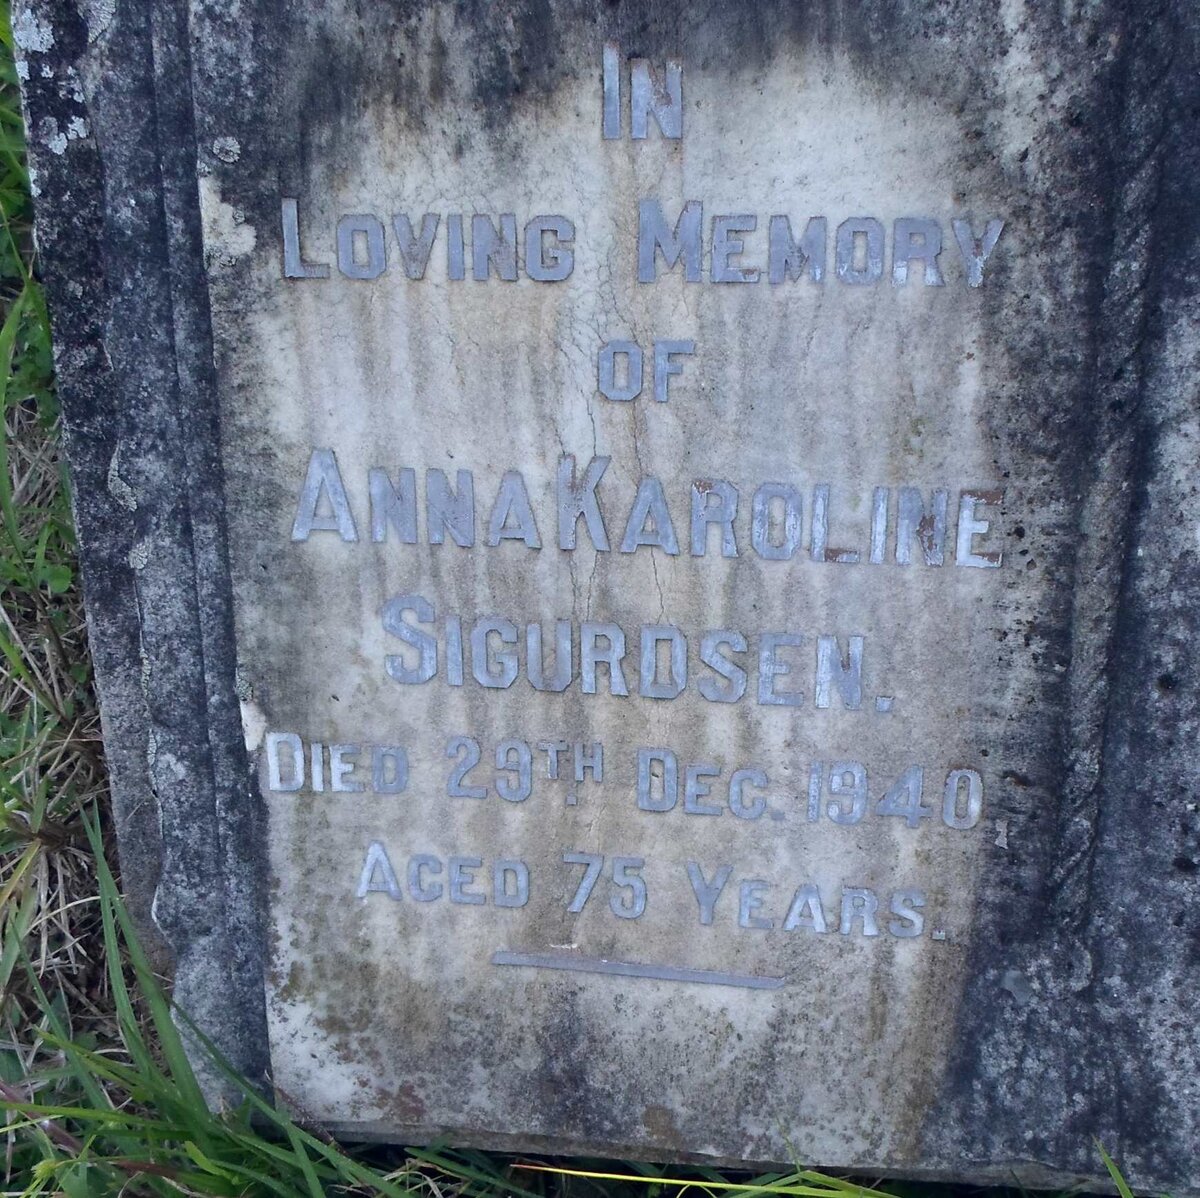 IN
LOVING MEMORY
OF
ANNA KAROLINE
SIGURDSEN.
DIED 29TH DEC. 1940
AGED 75 YEARS.